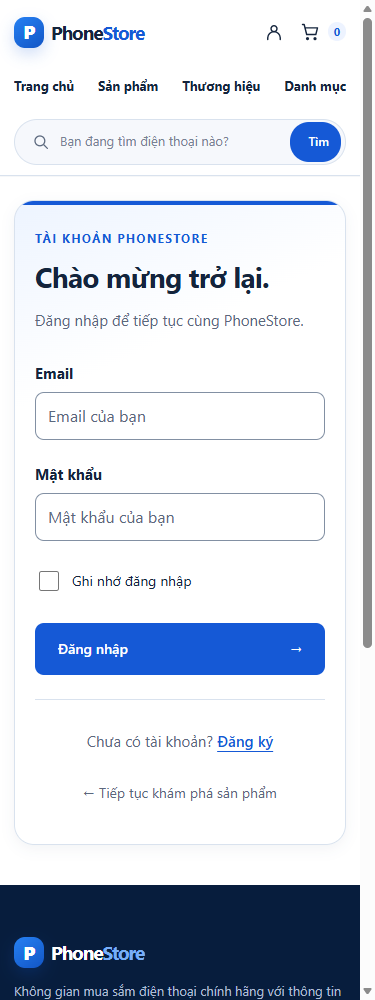 P PhoneStore 0
Trang chủ Sản phẩm Thương hiệu Danh mục
Bạn đang tìm điện thoại nào? Tìm
TÀI KHOẢN PHONESTORE
Chào mừng trở lại.
Đăng nhập để tiếp tục cùng PhoneStore.
Email
Email của bạn
Mật khẩu
Mật khẩu của bạn
Ghi nhớ đăng nhập
Đăng nhập →
Chưa có tài khoản? Đăng ký
← Tiếp tục khám phá sản phẩm
P PhoneStore
Không gian mua sắm điện thoại chính hãng với thông tin